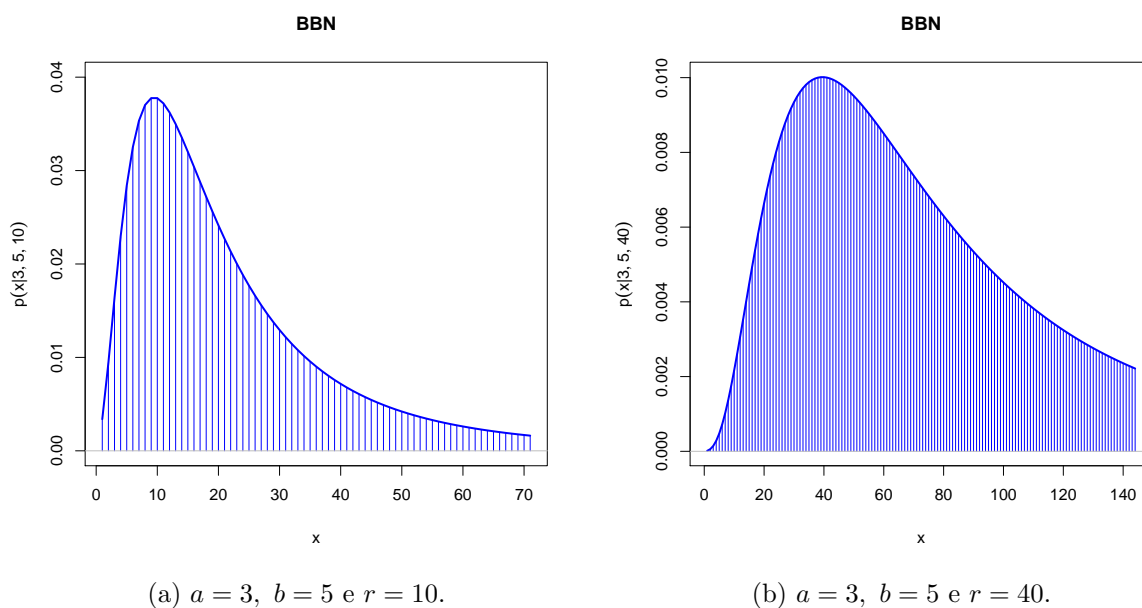 BBN
p(x|3, 5, 10)
0.04
0.03
0.02
0.01
0.00
0 10 20 30 40 50 60 70
x
(a) a = 3, b = 5 e r = 10.
BBN
p(x|3, 5, 40)
0.010
0.008
0.006
0.004
0.002
0.000
0 20 40 60 80 100 120 140
x
(b) a = 3, b = 5 e r = 40.